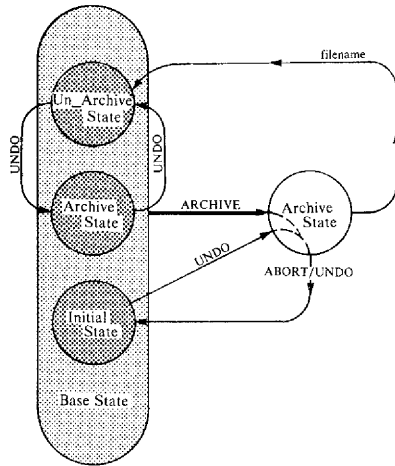 filename
Un_Archive
State
UNDO
UNDO
Archive
State
ARCHIVE
Archive
State
UNDO
ABORT/UNDO
Initial
State
Base State